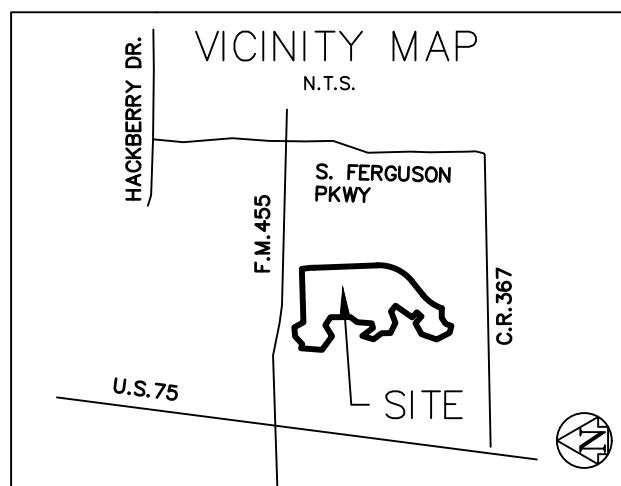 VICINITY MAP
N.T.S.
HACKBERRY DR.
S. FERGUSON
PKWY
F.M.455
C.R.367
U.S.75
SITE
N